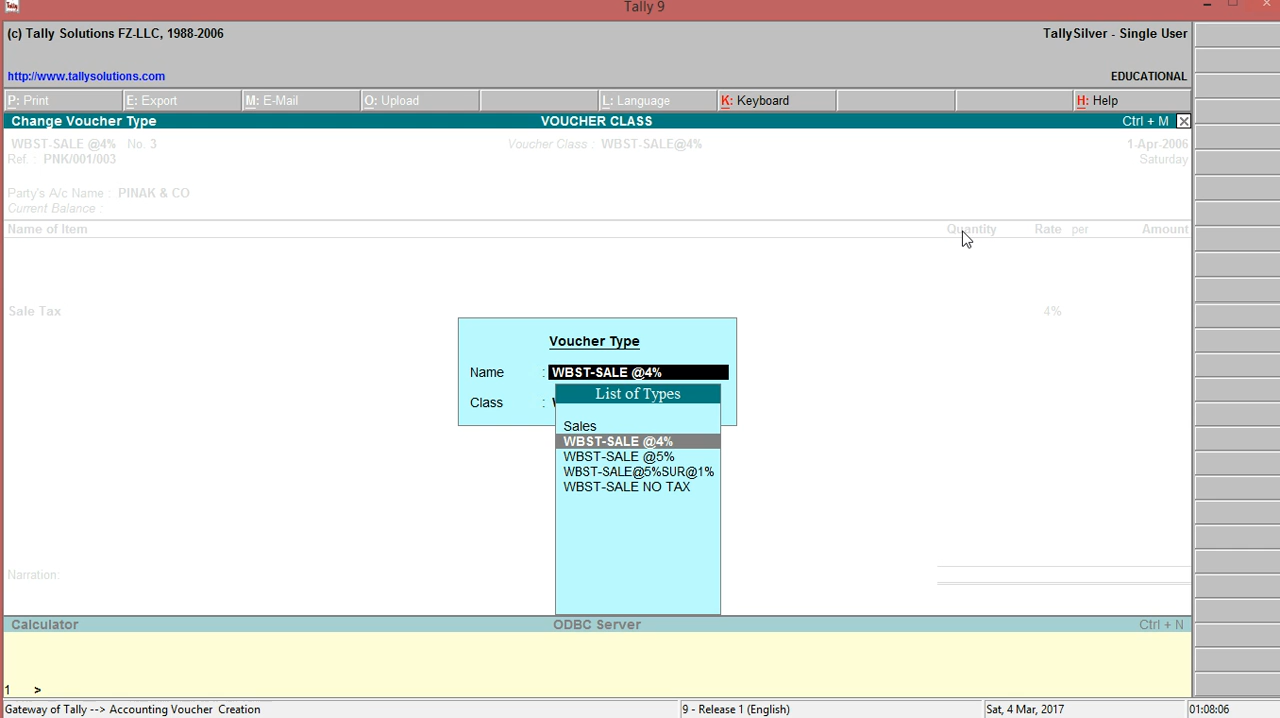 Tally
Tally 9
(c) Tally Solutions FZ-LLC, 1988-2006
TallySilver - Single User
http://www.tallysolutions.com
EDUCATIONAL
P: Print
E: Export
M: E-Mail
O: Upload
L: Language
K: Keyboard
H: Help
Change Voucher Type
VOUCHER CLASS
Ctrl + M
WBST-SALE @4% No. 3
Voucher Class : WBST-SALE@4%
1-Apr-2006
Ref : PNK/001/003
Saturday
Party's A/c Name : PINAK & CO
Current Balance :
Name of Item
Quantity
Rate per
Amount
Sale Tax
4%
Voucher Type
Name : WBST-SALE @4%
Class :
List of Types
Sales
WBST-SALE @4%
WBST-SALE @5%
WBST-SALE@5%SUR@1%
WBST-SALE NO TAX
Narration:
Calculator
ODBC Server
Ctrl + N
1 >
Gateway of Tally --> Accounting Voucher Creation
9 - Release 1 (English)
Sat, 4 Mar, 2017
01:08:06